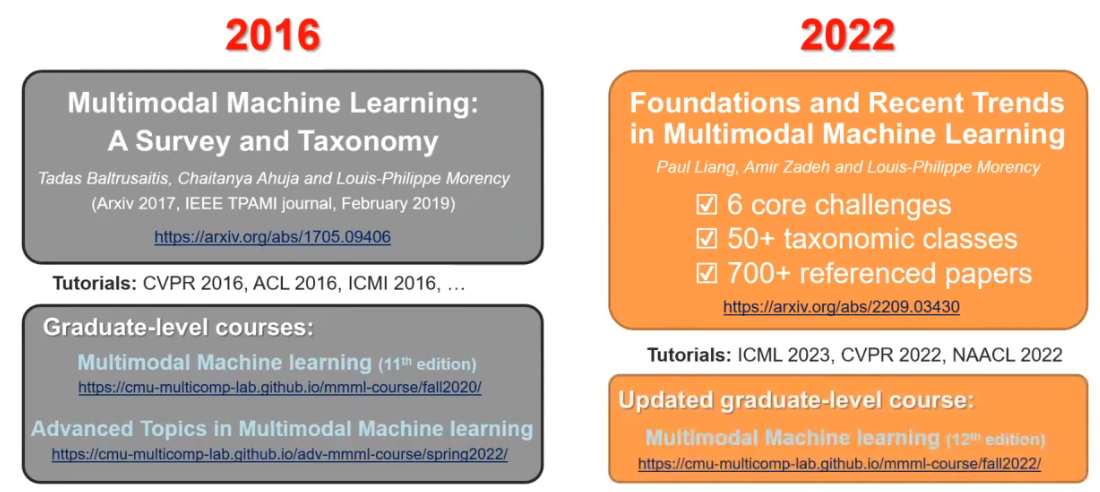 2016
Multimodal Machine Learning:
A Survey and Taxonomy
Tadas Baltrusaitis, Chaitanya Ahuja and Louis-Philippe Morency
(Arxiv 2017, IEEE TPAMI journal, February 2019)
https://arxiv.org/abs/1705.09406
Tutorials: CVPR 2016, ACL 2016, ICMI 2016, …
Graduate-level courses:
Multimodal Machine learning (11th edition)
https://cmu-multicomp-lab.github.io/mmml-course/fall2020/
Advanced Topics in Multimodal Machine learning
https://cmu-multicomp-lab.github.io/adv-mmml-course/spring2022/
2022
Foundations and Recent Trends
in Multimodal Machine Learning
Paul Liang, Amir Zadeh and Louis-Philippe Morency
☑ 6 core challenges
☑ 50+ taxonomic classes
☑ 700+ referenced papers
https://arxiv.org/abs/2209.03430
Tutorials: ICML 2023, CVPR 2022, NAACL 2022
Updated graduate-level course:
Multimodal Machine learning (12th edition)
https://cmu-multicomp-lab.github.io/mmml-course/fall2022/